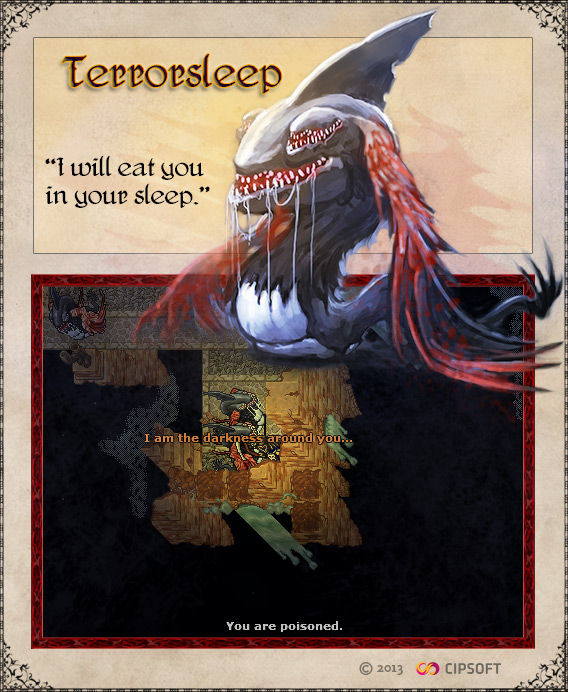 Terrorsleep
“I will eat you
in your sleep.”
I am the darkness around you...
You are poisoned.
© 2013 CIPSOFT